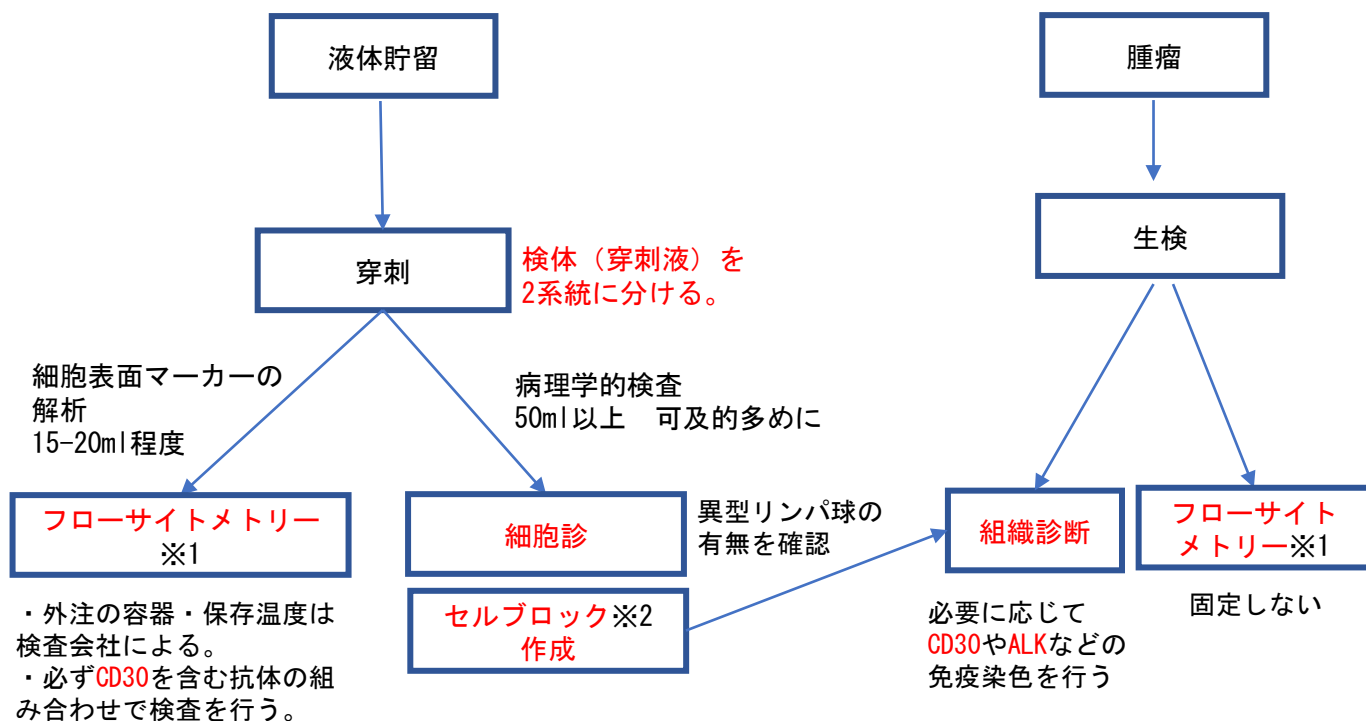 液体貯留
腫瘤
穿刺
検体（穿刺液）を
2系統に分ける。
生検
細胞表面マーカーの
解析
15-20ml程度
病理学的検査
50ml以上　可及的多めに
フローサイトメトリー
※1
細胞診
異型リンパ球の
有無を確認
組織診断
フローサイト
メトリー※1
セルブロック※2
作成
・外注の容器・保存温度は
検査会社による。
・必ずCD30を含む抗体の組
み合わせで検査を行う。
必要に応じて
CD30やALKなどの
免疫染色を行う
固定しない